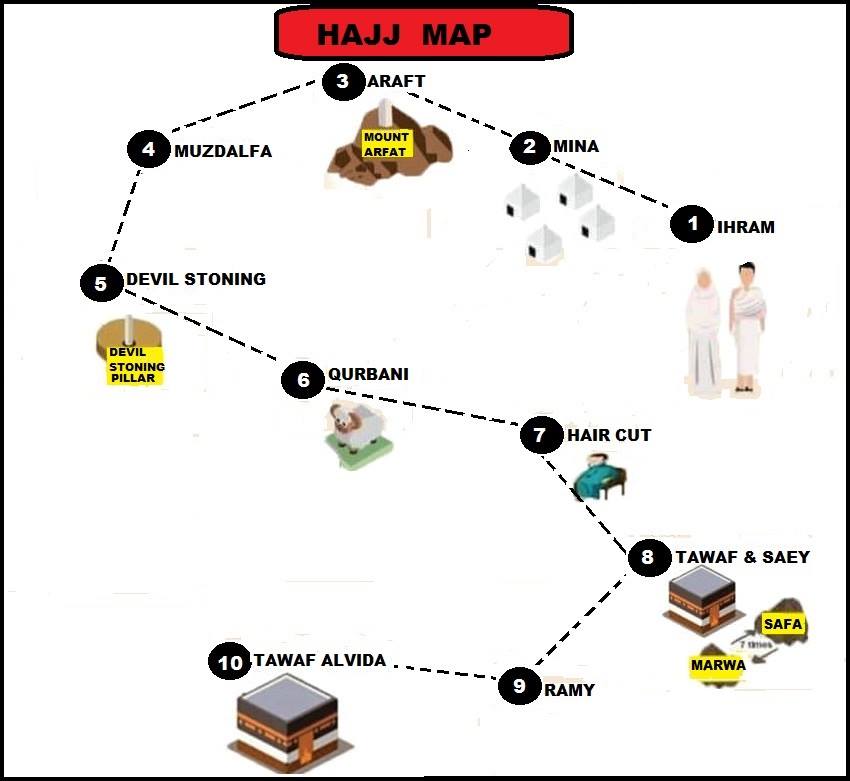 HAJJ MAP
3 ARAFT
MOUNT
ARFAT
2 MINA
4 MUZDALFA
1 IHRAM
5 DEVIL STONING
DEVIL
STONING
PILLAR
6 QURBANI
7 HAIR CUT
8 TAWAF & SAEY
SAFA
7 times
MARWA
10 TAWAF ALVIDA
9 RAMY